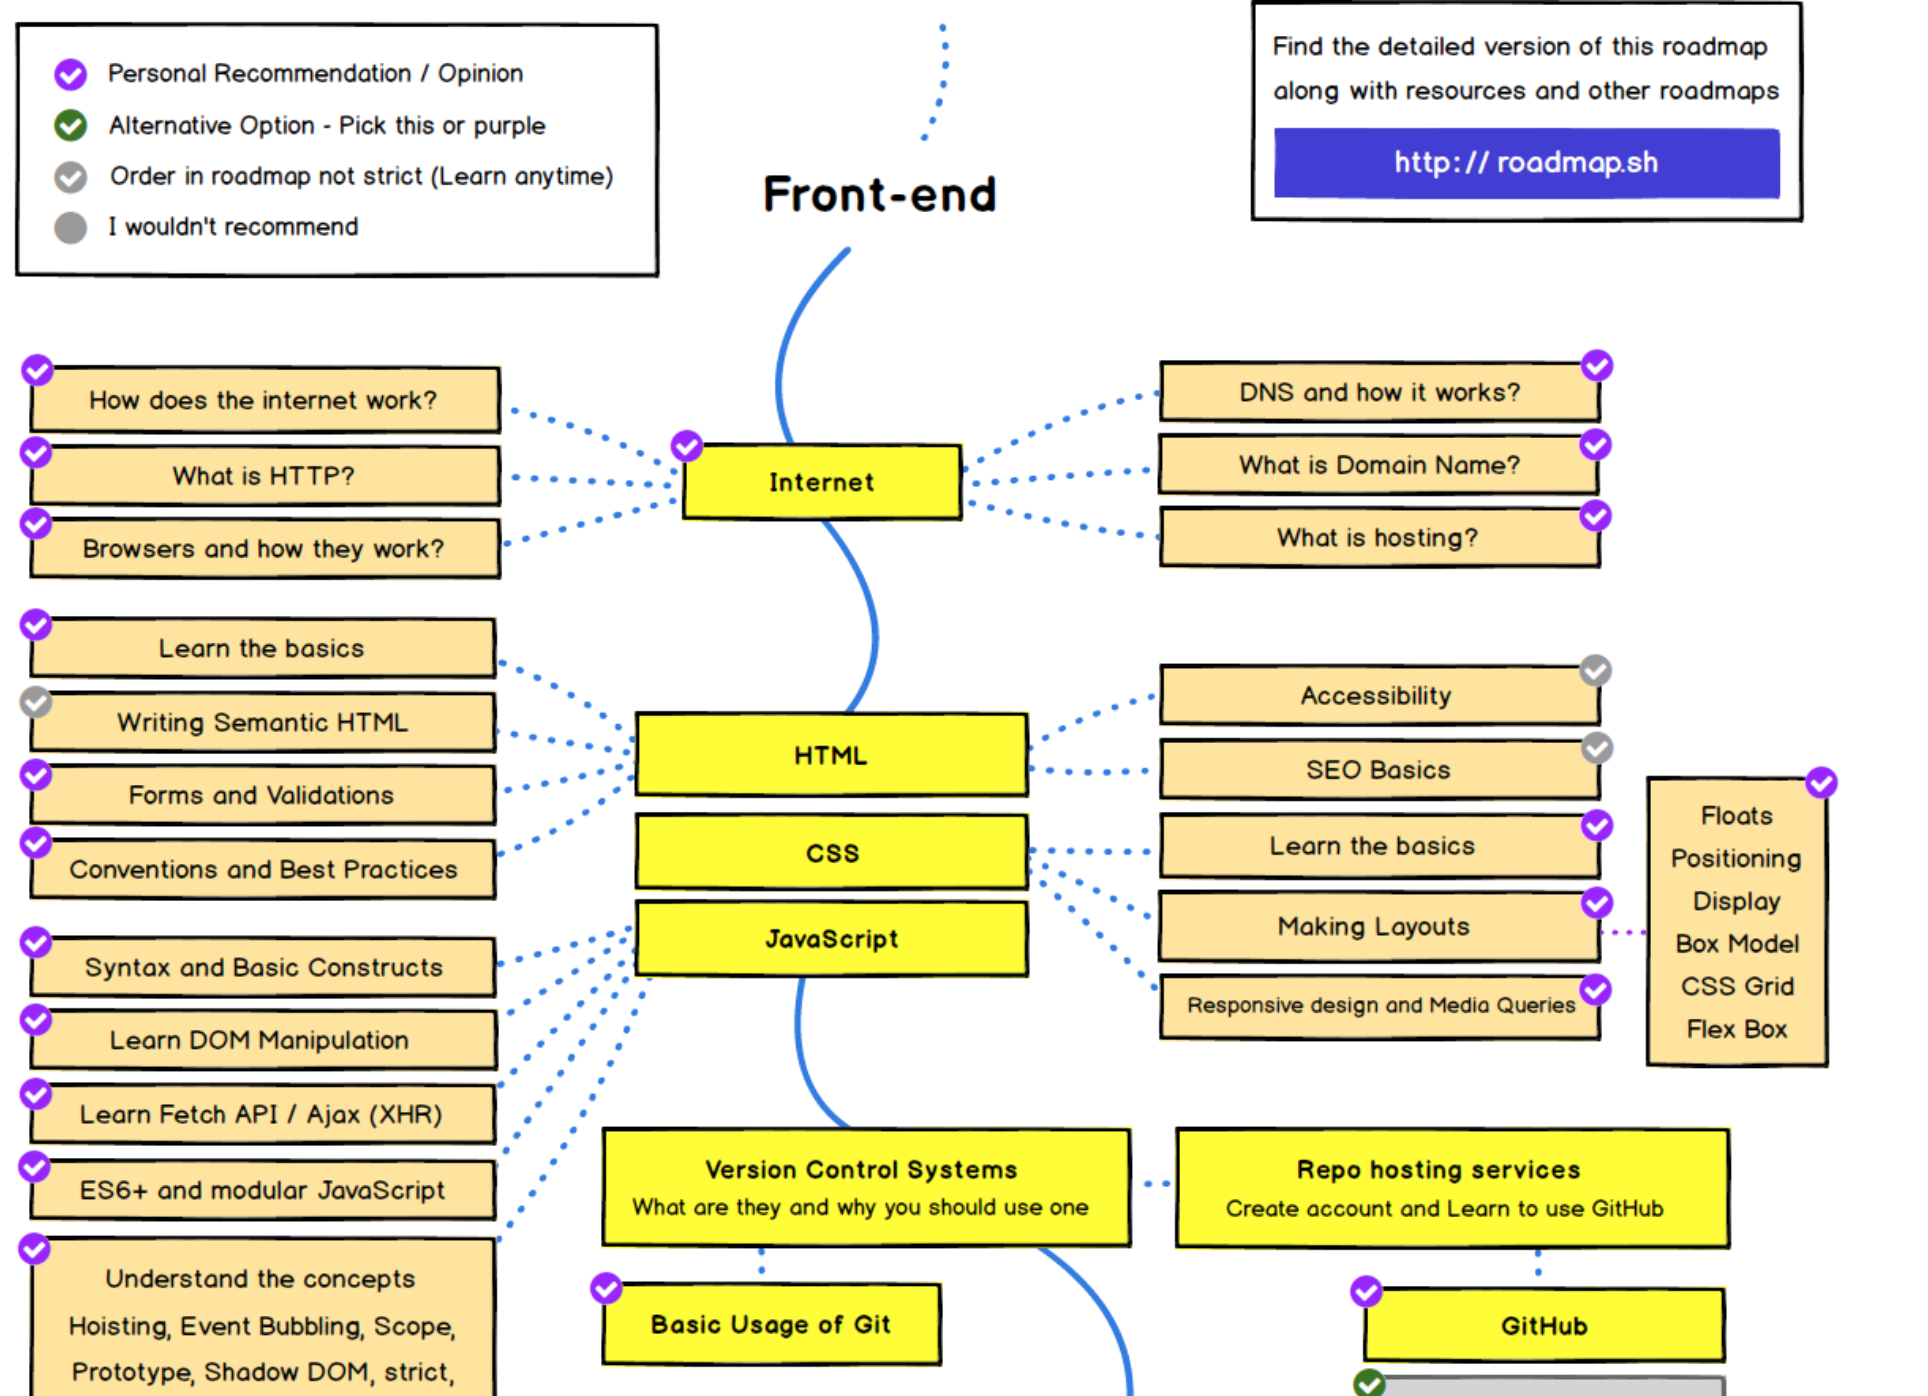 Personal Recommendation / Opinion
Alternative Option - Pick this or purple
Order in roadmap not strict (Learn anytime)
I wouldn't recommend
Find the detailed version of this roadmap
along with resources and other roadmaps
http:// roadmap.sh
Front-end
How does the internet work?
What is HTTP?
Browsers and how they work?
Internet
DNS and how it works?
What is Domain Name?
What is hosting?
Learn the basics
Writing Semantic HTML
Forms and Validations
Conventions and Best Practices
HTML
CSS
JavaScript
Accessibility
SEO Basics
Learn the basics
Making Layouts
Responsive design and Media Queries
Floats
Positioning
Display
Box Model
CSS Grid
Flex Box
Syntax and Basic Constructs
Learn DOM Manipulation
Learn Fetch API / Ajax (XHR)
ES6+ and modular JavaScript
Understand the concepts
Hoisting, Event Bubbling, Scope,
Prototype, Shadow DOM, strict,
Version Control Systems
What are they and why you should use one
Repo hosting services
Create account and Learn to use GitHub
Basic Usage of Git
GitHub